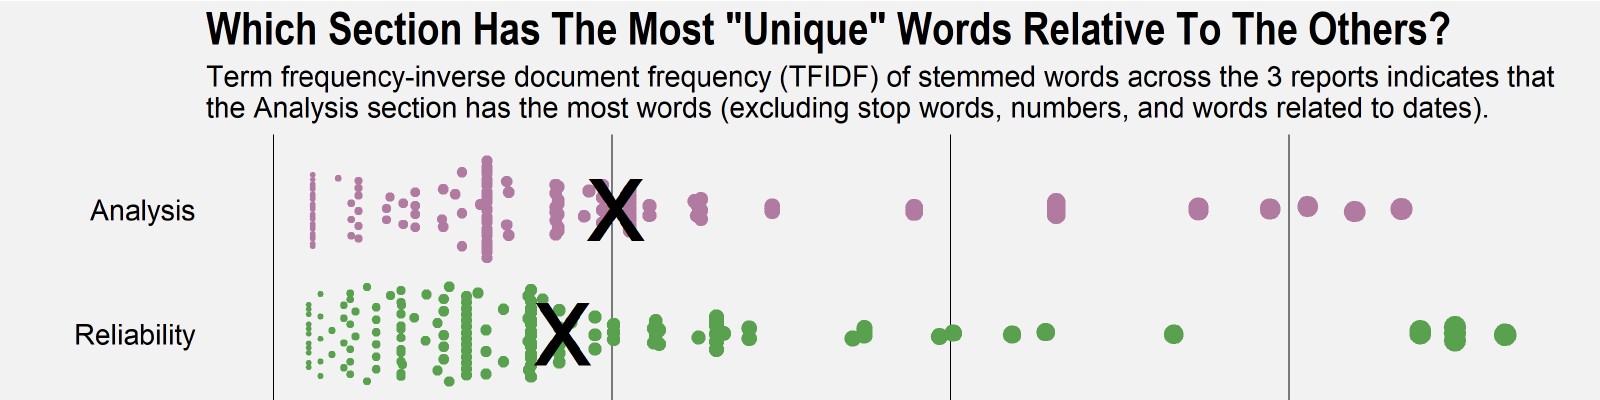 Which Section Has The Most "Unique" Words Relative To The Others?
Term frequency-inverse document frequency (TFIDF) of stemmed words across the 3 reports indicates that
the Analysis section has the most words (excluding stop words, numbers, and words related to dates).
Analysis
X
Reliability
X